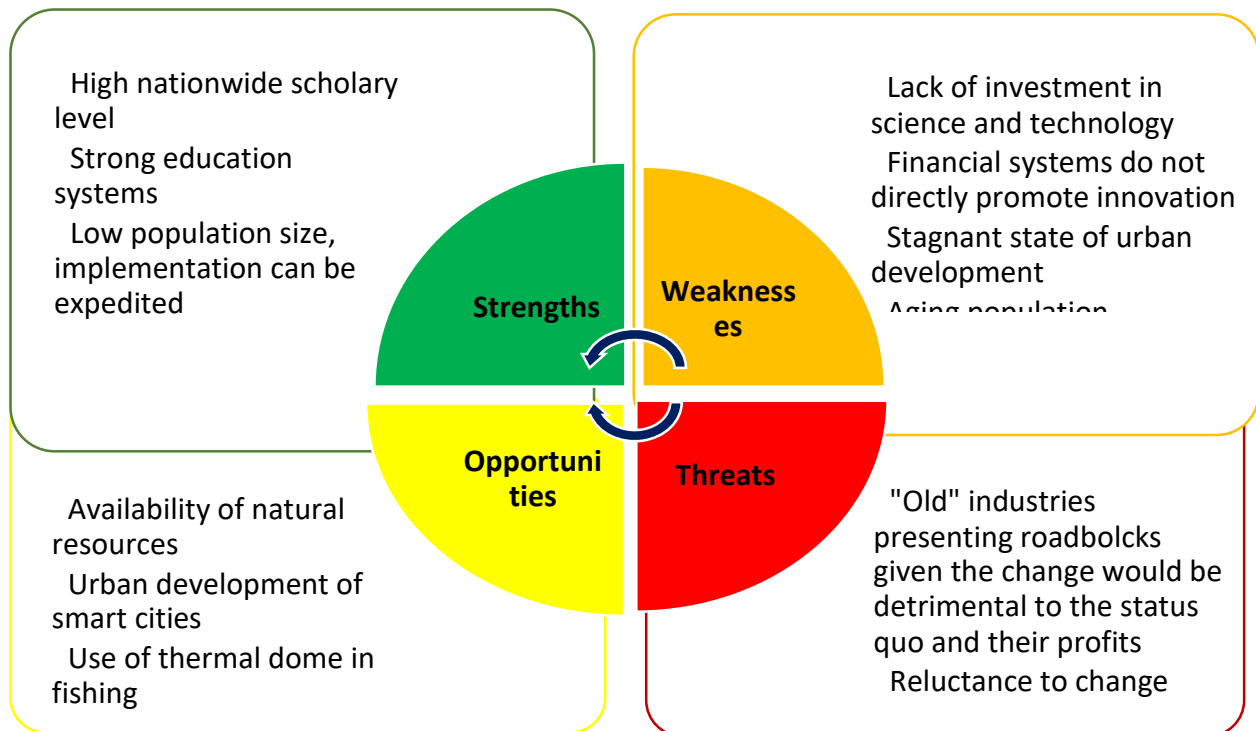 High nationwide scholary
level
Strong education
systems
Low population size,
implementation can be
expedited
Lack of investment in
science and technology
Financial systems do not
directly promote innovation
Stagnant state of urban
development
Aging population
Strengths
Weakness
es
Opportuni
ties
Threats
Availability of natural
resources
Urban development of
smart cities
Use of thermal dome in
fishing
"Old" industries
presenting roadbolcks
given the change would be
detrimental to the status
quo and their profits
Reluctance to change